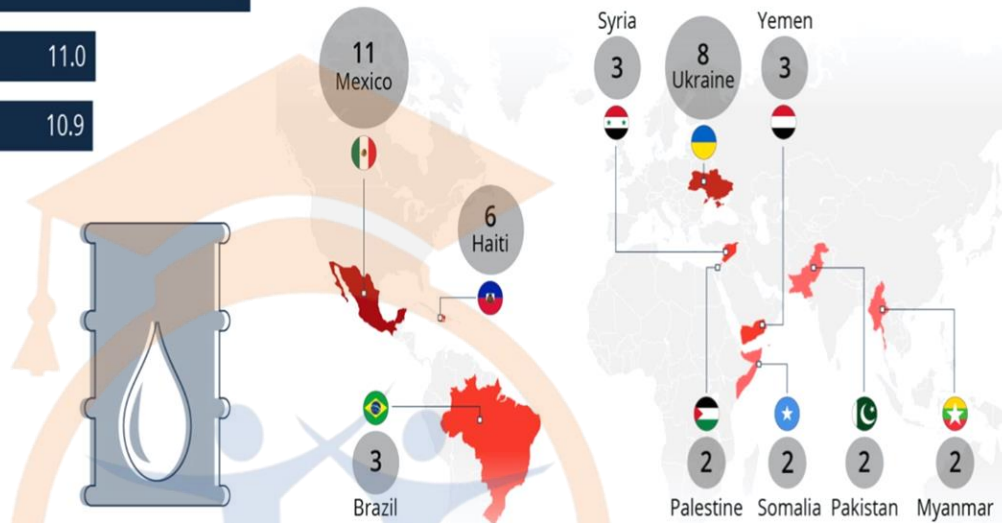 11.0
10.9
11
Mexico
6
Haiti
3
Brazil
Syria
3
8
Ukraine
Yemen
3
2
Palestine
2
Somalia
2
Pakistan
2
Myanmar